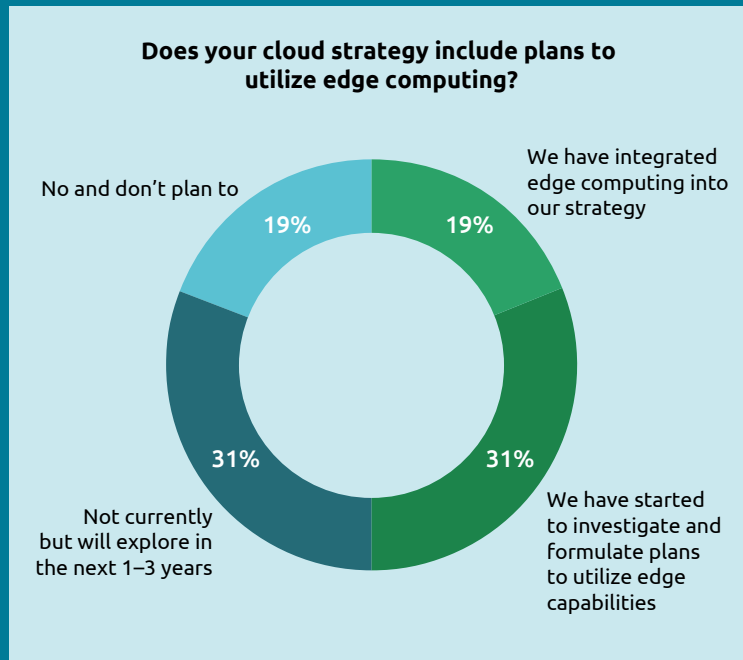 Does your cloud strategy include plans to
utilize edge computing?
No and don’t plan to
19%
We have integrated
edge computing into
our strategy
19%
31%
Not currently
but will explore in
the next 1–3 years
31%
We have started
to investigate and
formulate plans
to utilize edge
capabilities